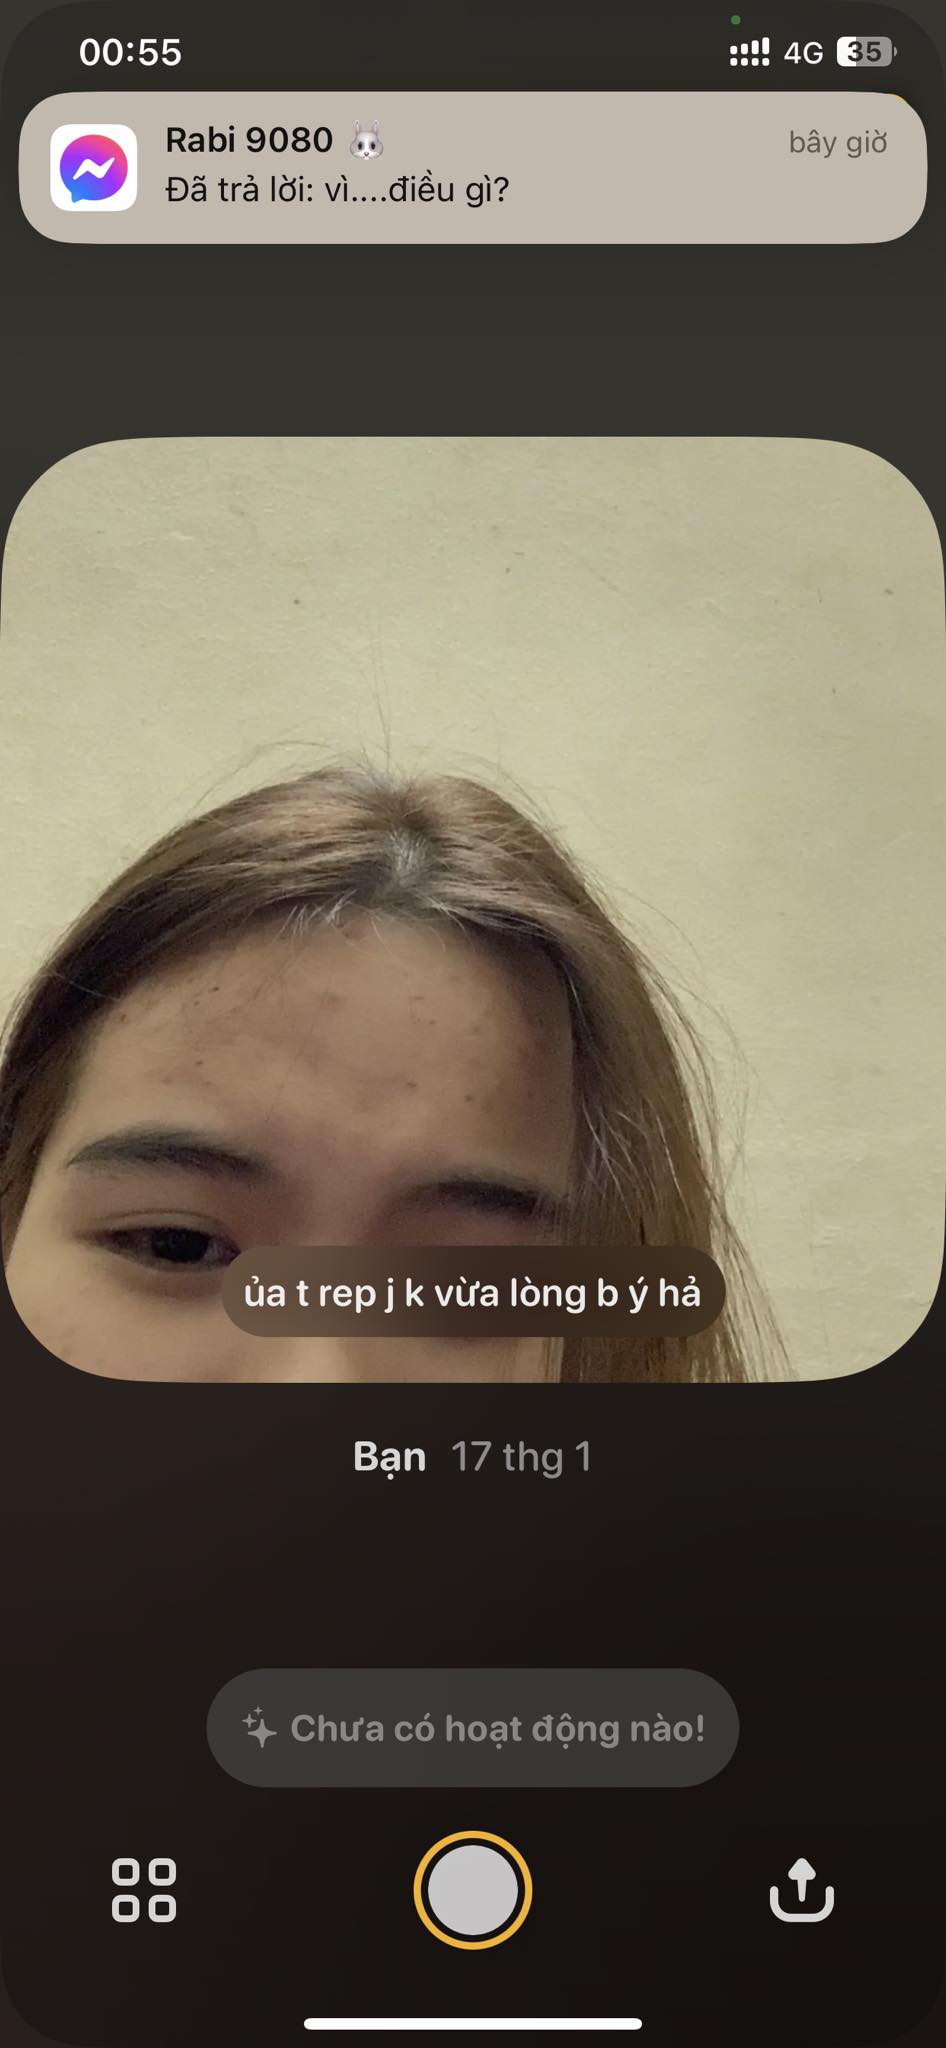 00:55
4G 35
Rabi 9080 🐰 bây giờ
Đã trả lời: vì....điều gì?
ủa t rep j k vừa lòng b ý hả
Bạn 17 thg 1
Chưa có hoạt động nào!